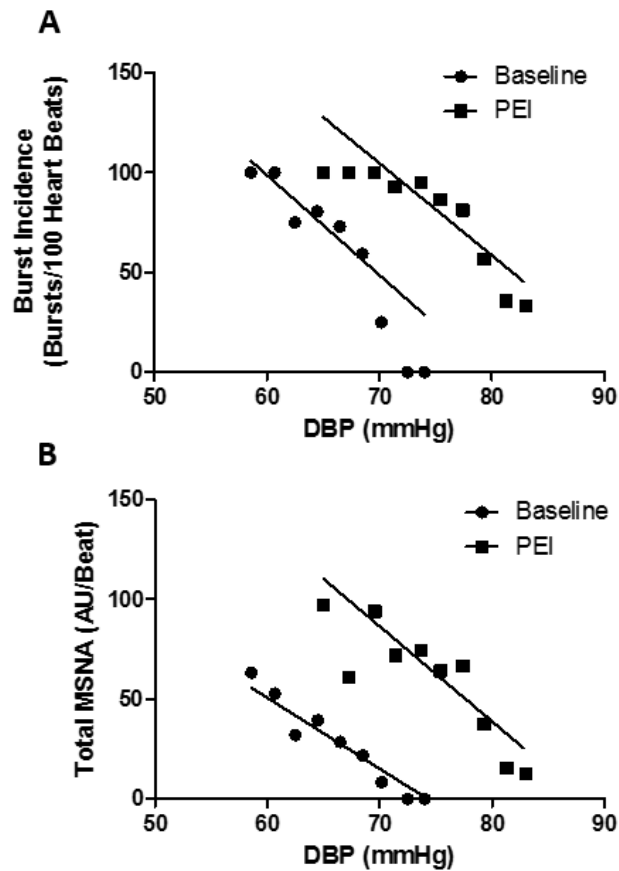 A
150
100
50
0
Burst Incidence
(Bursts/100 Heart Beats)
Baseline
PEI
50 60 70 80 90
DBP (mmHg)
B
150
100
50
0
Total MSNA (AU/Beat)
Baseline
PEI
50 60 70 80 90
DBP (mmHg)